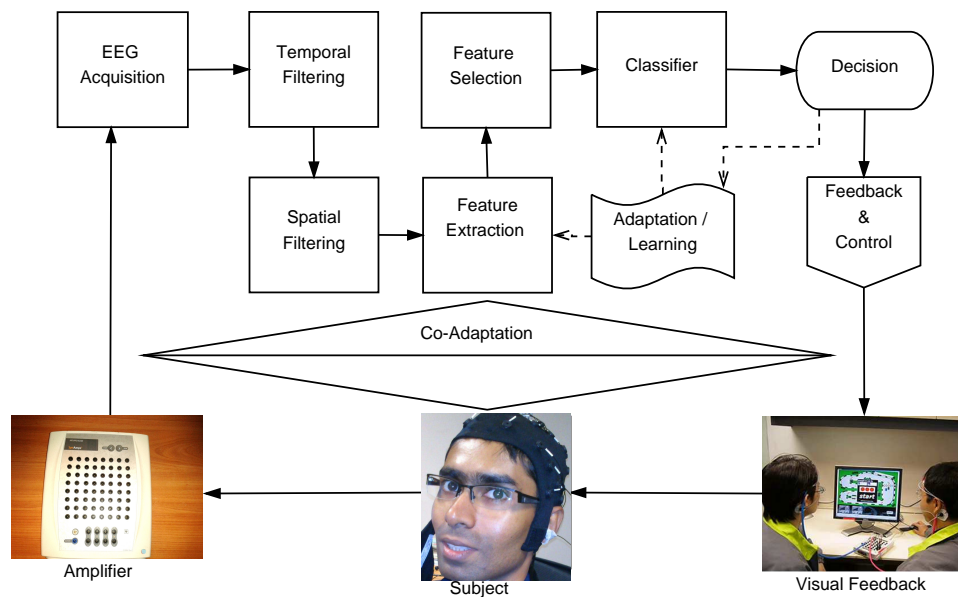 EEG
Acquisition
Temporal
Filtering
Feature
Selection
Classifier
Decision
Spatial
Filtering
Feature
Extraction
Adaptation /
Learning
Feedback
&
Control
Co-Adaptation
start
Amplifier
Subject
Visual Feedback